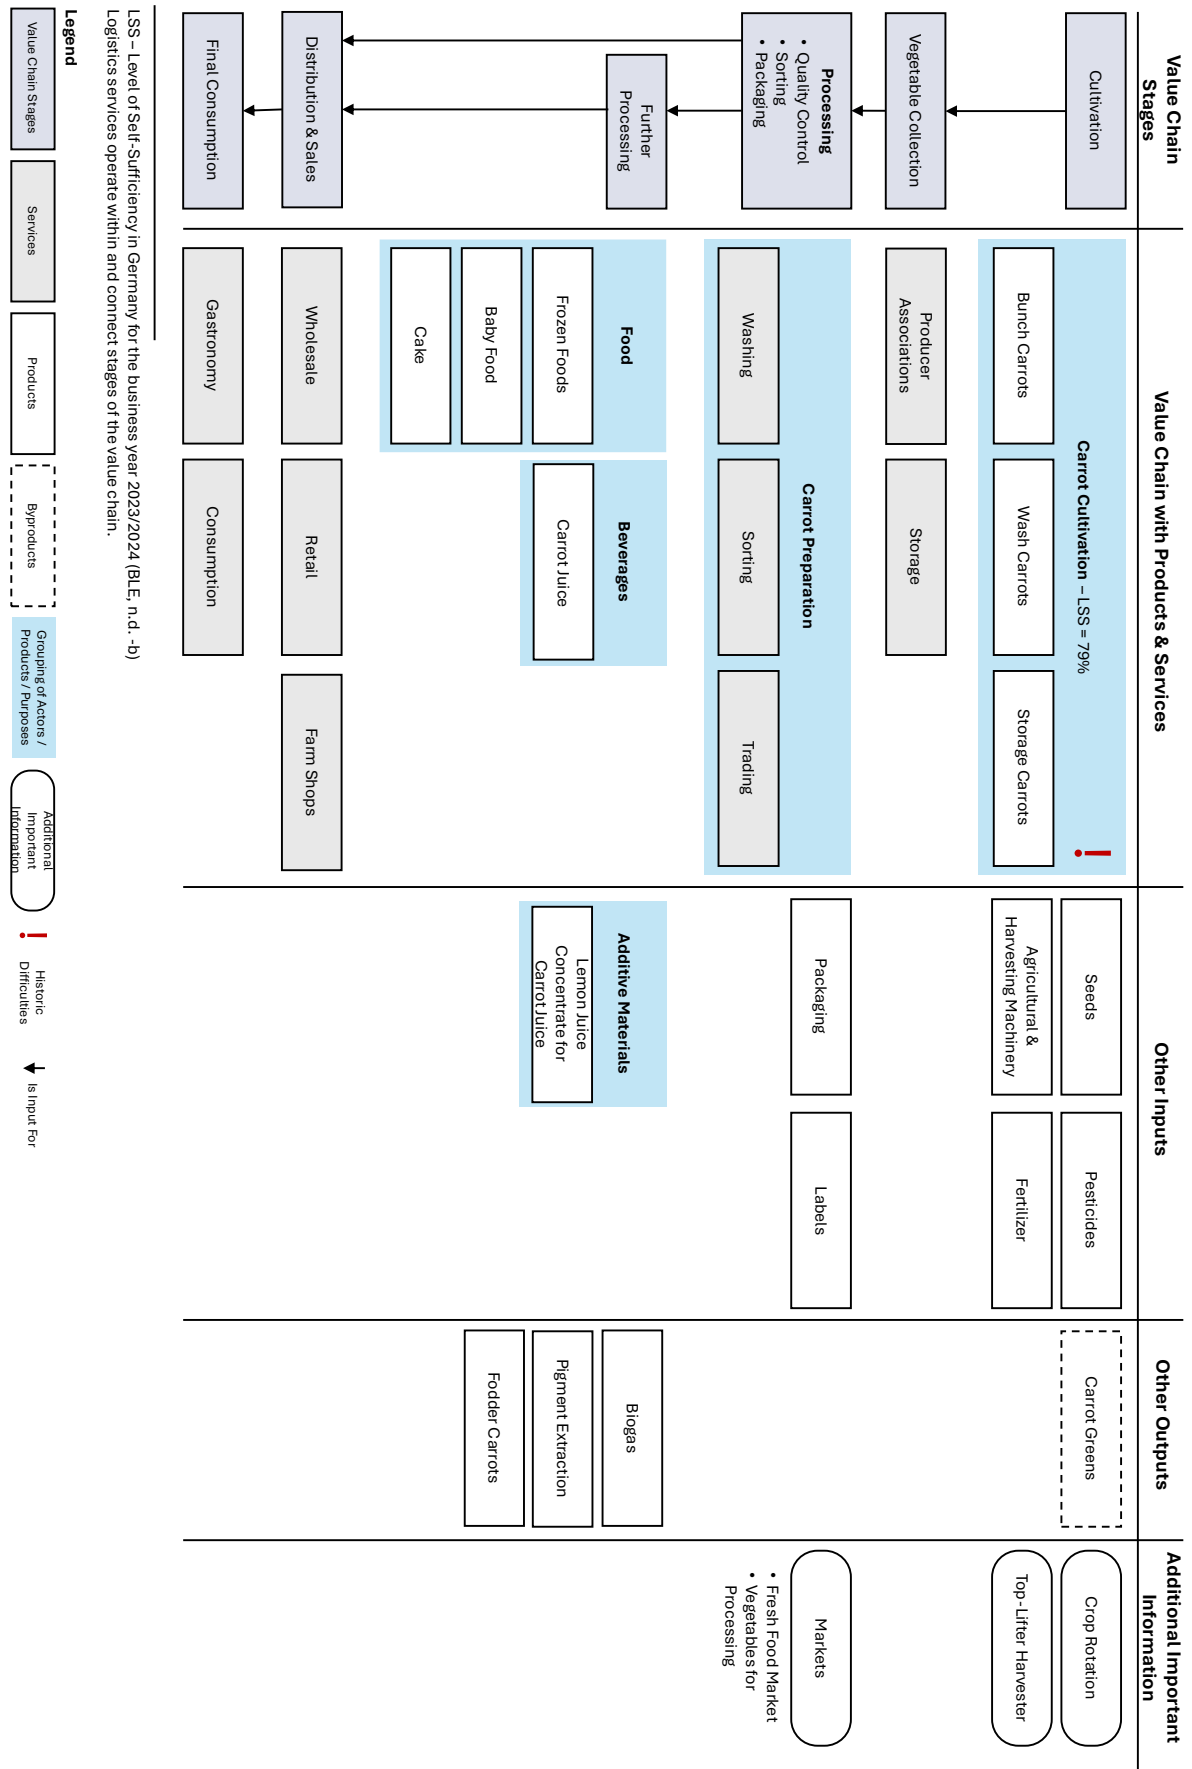 Value Chain
Stages
Value Chain with Products & Services
Other Inputs
Other Outputs
Additional Important
Information
Cultivation
Carrot Cultivation – LSS = 79%
!
Bunch Carrots
Wash Carrots
Storage Carrots
Seeds
Pesticides
Agricultural &
Harvesting Machinery
Fertilizer
Carrot Greens
Crop Rotation
Top-Lifter Harvester
Vegetable Collection
Producer
Associations
Storage
Processing
• Quality Control
• Sorting
• Packaging
Carrot Preparation
Washing
Sorting
Trading
Packaging
Labels
Markets
• Fresh Food Market
• Vegetables for
Processing
Further
Processing
Food
Frozen Foods
Baby Food
Cake
Beverages
Carrot Juice
Additive Materials
Lemon Juice
Concentrate for
Carrot Juice
Biogas
Pigment Extraction
Fodder Carrots
Distribution & Sales
Wholesale
Retail
Farm Shops
Final Consumption
Gastronomy
Consumption
LSS – Level of Self-Sufficiency in Germany for the business year 2023/2024 (BLE, n.d. -b)
Logistics services operate within and connect stages of the value chain.
Legend
Value Chain Stages
Services
Products
Byproducts
Grouping of Actors /
Products / Purposes
Additional
Important
Information
!
Historic
Difficulties
Is Input For